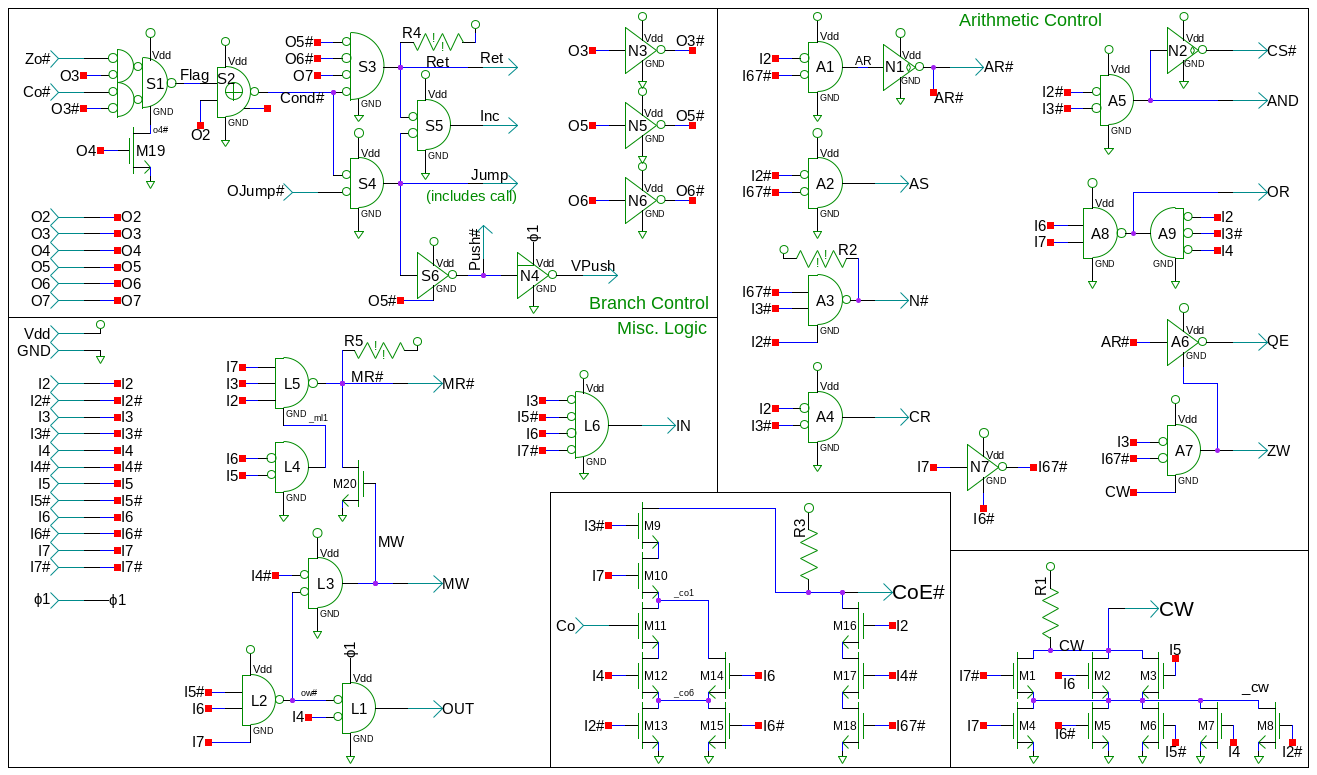 Arithmetic Control
Zo#
O3
Co#
O3#
Vdd
S1
GND
Flag
o4#
O4
M19
Vdd
S2
GND
O2
Cond#
O5#
O6#
O7
S3
GND
R4
!
!
Ret
Ret
Vdd
S5
GND
Inc
OJump#
Vdd
S4
GND
Jump
(includes call)
O3
Vdd
N3
GND
O3#
O5
Vdd
N5
GND
O5#
O6
Vdd
N6
GND
O6#
O2
O2
O3
O3
O4
O4
O5
O5
O6
O6
O7
O7
O5#
Vdd
S6
GND
Push#
ϕ1
Vdd
N4
GND
VPush
Branch Control
Misc. Logic
I2
I67#
Vdd
A1
GND
AR
Vdd
N1
GND
AR#
AR#
I2#
I67#
Vdd
A2
GND
AS
R2
!
!
I67#
I3#
I2#
A3
GND
N#
I2
I3#
Vdd
A4
GND
CR
I2#
I3#
Vdd
A5
GND
Vdd
N2
GND
CS#
AND
I6
I7
Vdd
A8
GND
A9
GND
I2
I3#
I4
OR
AR#
Vdd
A6
GND
QE
I3
I67#
CW
Vdd
A7
GND
ZW
I7
Vdd
N7
GND
I67#
I6#
Vdd
GND
I2
I2
I2#
I2#
I3
I3
I3#
I3#
I4
I4
I4#
I4#
I5
I5
I5#
I5#
I6
I6
I6#
I6#
I7
I7
I7#
I7#
ϕ1
ϕ1
I7
I3
I2
L5
GND
_ml1
R5
!
!
MR#
MR#
I6
I5
L4
GND
M20
MW
I4#
Vdd
L3
GND
MW
I5#
I6
I7
Vdd
L2
GND
ow#
I4
ϕ1
Vdd
L1
GND
OUT
I3
I5#
I6
I7#
Vdd
L6
GND
IN
I3#
M9
I7
M10
_co1
Co
M11
I4
M12
M14
I6
_co6
I2#
M13
M15
I6#
R3
CoE#
M16
I2
M17
I4#
M18
I67#
R1
CW
CW
I7#
M1
I6
M2
M3
I5
_cw
I7
M4
I6#
M5
M6
I5#
M7
I4
M8
I2#